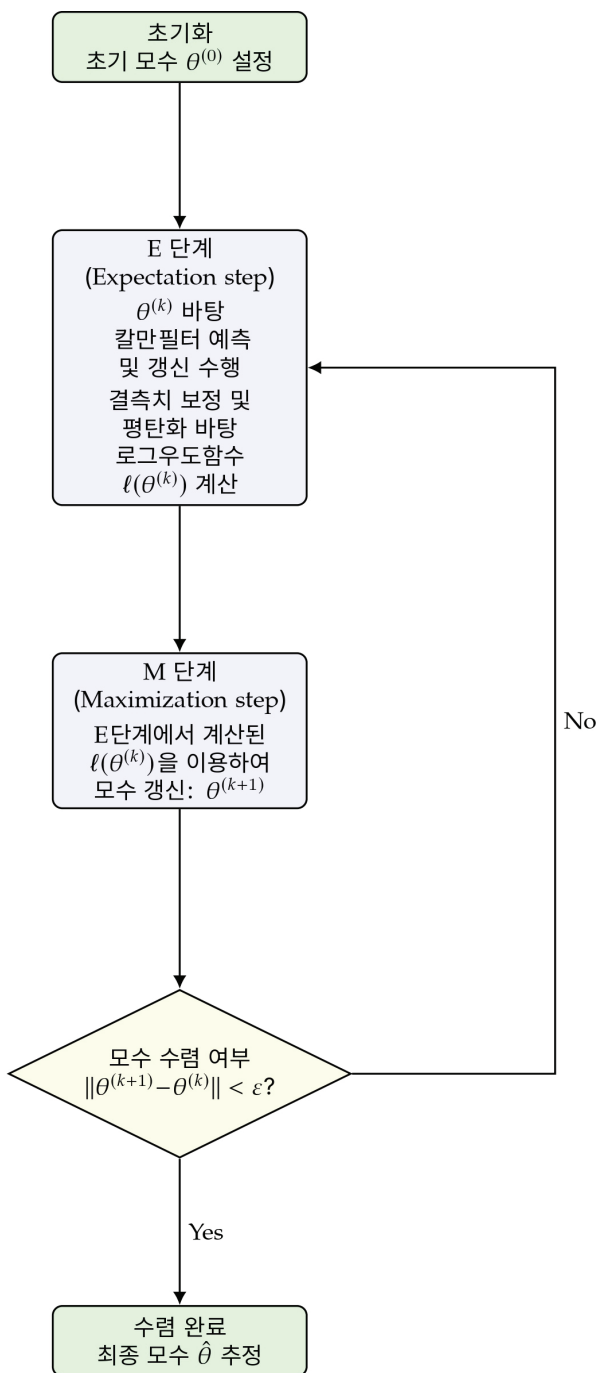 초기화
초기 모수 θ^(0) 설정
E 단계
(Expectation step)
θ^(k) 바탕
칼만필터 예측
및 갱신 수행
결측치 보정 및
평탄화 바탕
로그우도함수
ℓ(θ^(k)) 계산
M 단계
(Maximization step)
E단계에서 계산된
ℓ(θ^(k))을 이용하여
모수 갱신: θ^(k+1)
No
모수 수렴 여부
‖θ^(k+1)−θ^(k)‖ < ε?
Yes
수렴 완료
최종 모수 θ̂ 추정